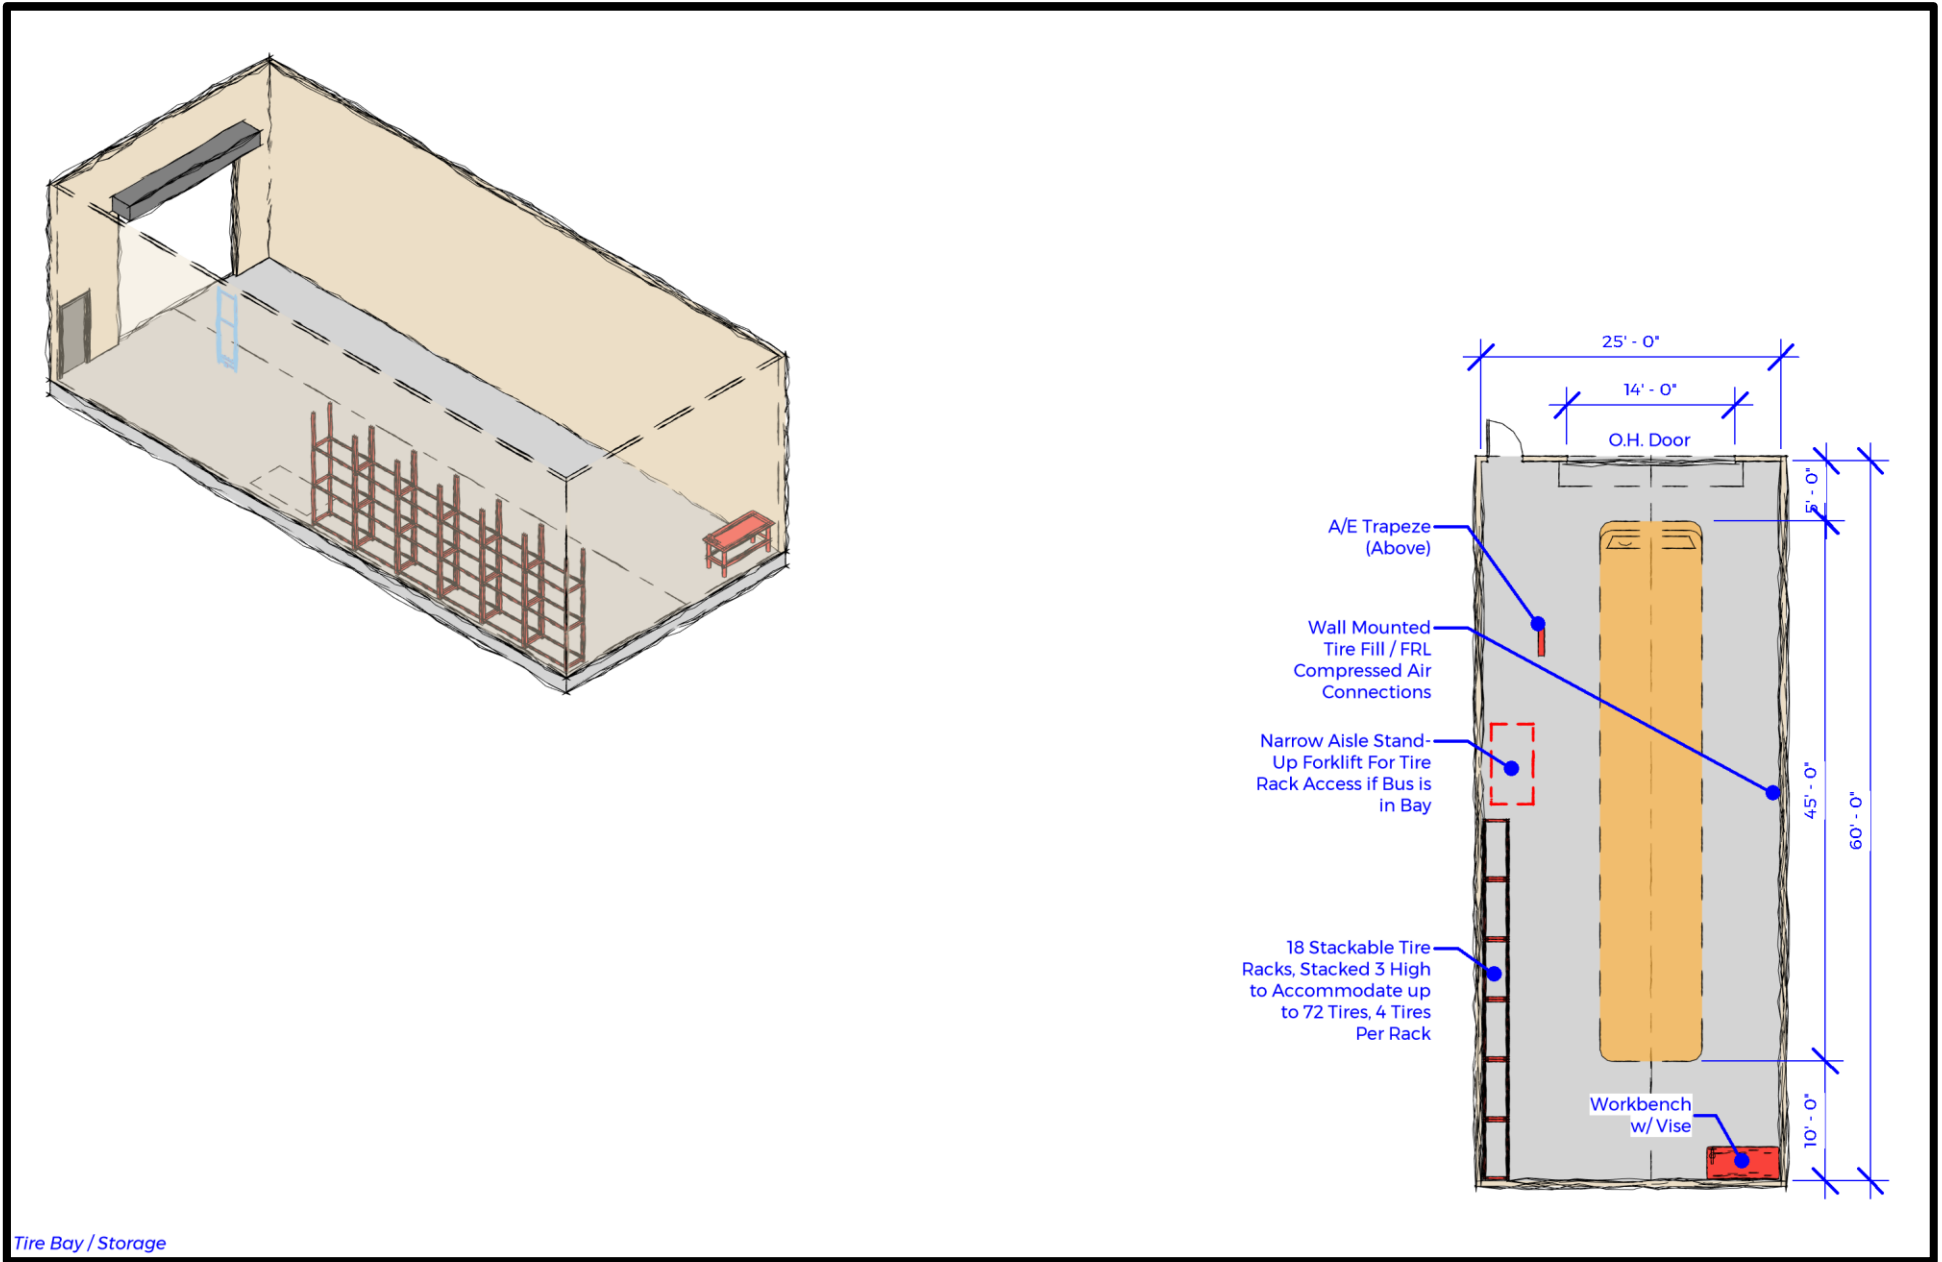 25' - 0"
14' - 0"
O.H. Door
5' - 0"
A/E Trapeze
(Above)
Wall Mounted
Tire Fill / FRL
Compressed Air
Connections
Narrow Aisle Stand-
Up Forklift For Tire
Rack Access if Bus is
in Bay
45' - 0"
60' - 0"
18 Stackable Tire
Racks, Stacked 3 High
to Accommodate up
to 72 Tires, 4 Tires
Per Rack
Workbench
w/ Vise
10' - 0"
Tire Bay / Storage